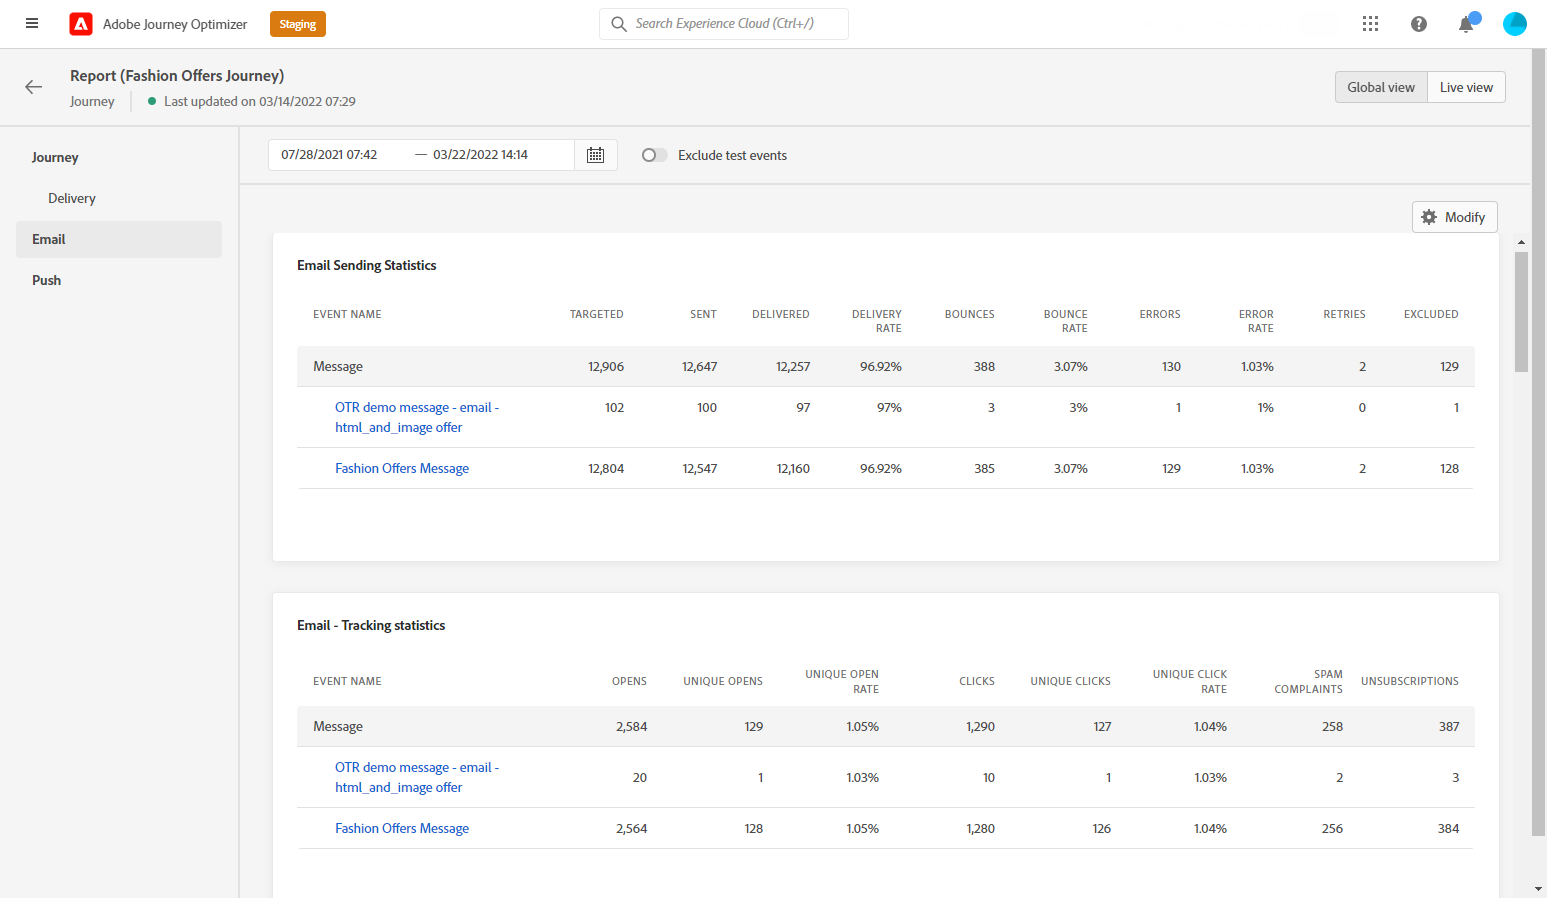 Adobe Journey Optimizer
Staging
Search Experience Cloud (Ctrl+/)
Report (Fashion Offers Journey)
Journey
Last updated on 03/14/2022 07:29
Global view
Live view
Journey
Delivery
Email
Push
07/28/2021 07:42 — 03/22/2022 14:14
Exclude test events
Modify
Email Sending Statistics
EVENT NAME TARGETED SENT DELIVERED DELIVERY RATE BOUNCES BOUNCE RATE ERRORS ERROR RATE RETRIES EXCLUDED
Message 12,906 12,647 12,257 96.92% 388 3.07% 130 1.03% 2 129
OTR demo message - email - 102 100 97 97% 3 3% 1 1% 0 1
html_and_image offer
Fashion Offers Message 12,804 12,547 12,160 96.92% 385 3.07% 129 1.03% 2 128
Email - Tracking statistics
EVENT NAME OPENS UNIQUE OPENS UNIQUE OPEN RATE CLICKS UNIQUE CLICKS UNIQUE CLICK RATE SPAM COMPLAINTS UNSUBSCRIPTIONS
Message 2,584 129 1.05% 1,290 127 1.04% 258 387
OTR demo message - email - html_and_image offer 20 1 1.03% 10 1 1.03% 2 3
Fashion Offers Message 2,564 128 1.05% 1,280 126 1.04% 256 384